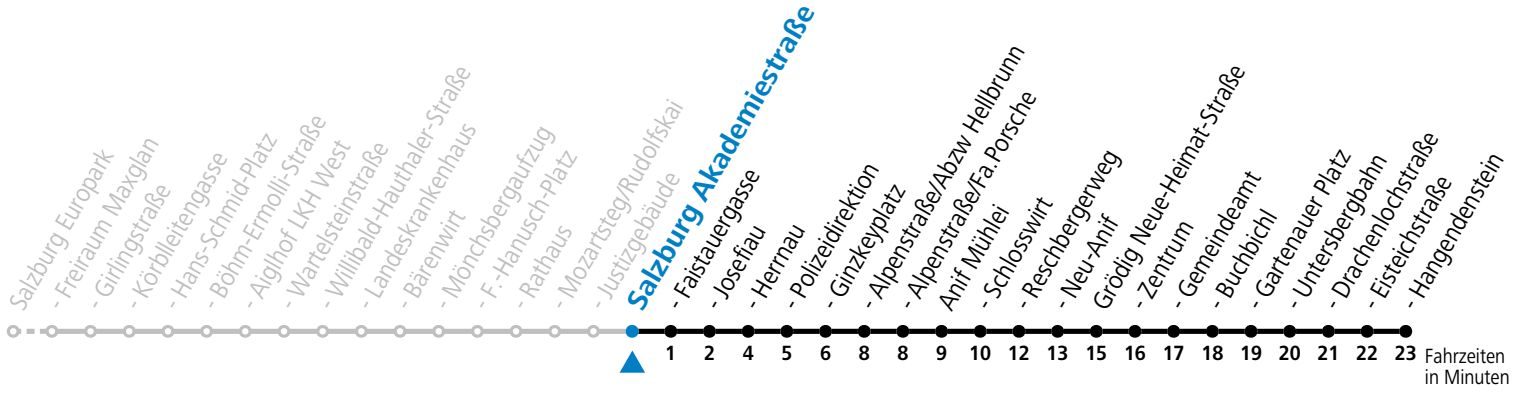 Salzburg Europark
- Freiraum Maxglan
- Girlingstraße
- Korbleitengasse
- Hans-Schmid-Platz
- Böhm-Ermolli-Straße
- Aiglhof LKH West
- Wartelsteinstraße
- Willibald-Hauthaler-Straße
- Landeskrankenhaus
- Bärenwirt
- Mönchsbergaufzug
- F.-Hanusch-Platz
- Rathaus
- Mozartsteg/Rudolfskai
- Justizgebäude
Salzburg Akademiestraße
- Faistauergasse
- Josefiau
- Herrnau
- Polizeidirektion
- Ginzkeyplatz
- Alpenstraße/Abzw Hellbrunn
- Alpenstraße/Fa.Porsche
Anif Mühlei
- Schlosswirt
- Reschbergerweg
- Neu-Anif
Grödig Neue-Heimat-Straße
- Zentrum
- Gemeindeamt
- Buchbichl
- Gartenauer Platz
- Untersbergbahn
- Drachenlochstraße
- Eisteichstraße
- Hangendenstein
1 2 4 5 6 8 8 9 10 12 13 15 16 17 18 19 20 21 22 23
Fahrzeiten
in Minuten